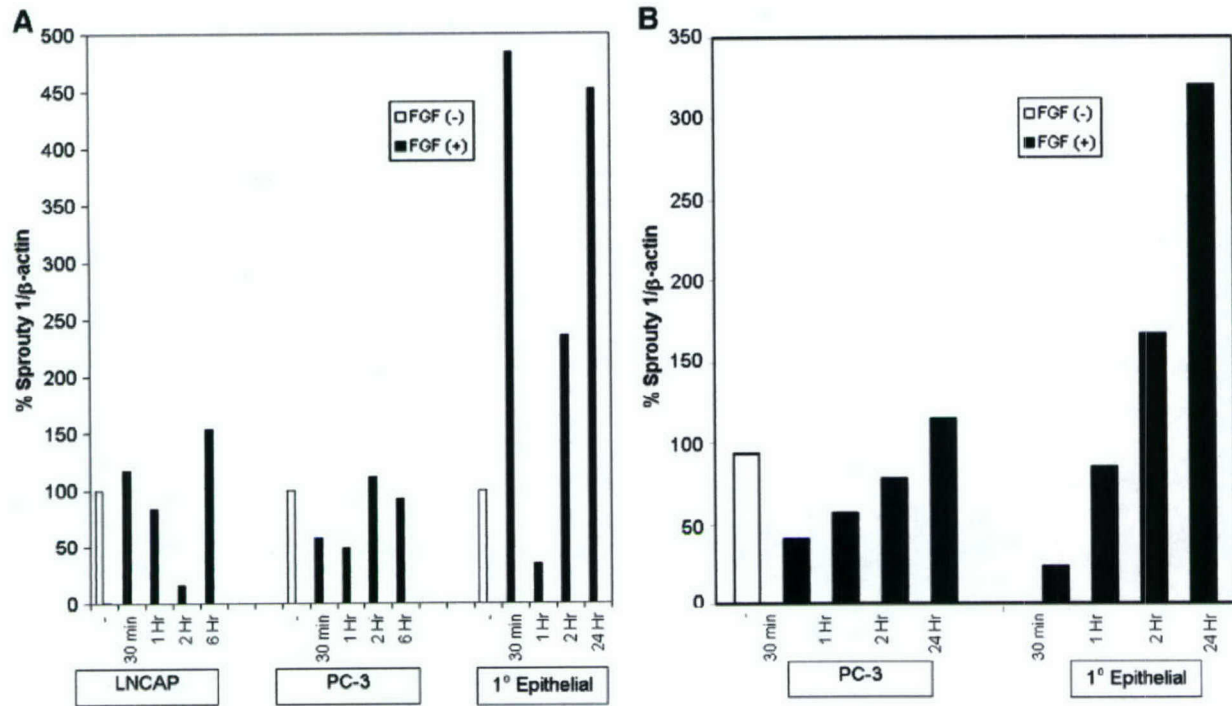 A
500
450
400
350
300
250
200
150
100
50
0
% Sprouty 1/β-actin
FGF (-)
FGF (+)
- 30 min 1 Hr 2 Hr 6 Hr
- 30 min 1 Hr 2 Hr 6 Hr
- 30 min 1 Hr 2 Hr 24 Hr
LNCAP
PC-3
1° Epithelial
B
350
300
250
200
150
100
50
0
% Sprouty 1/β-actin
FGF (-)
FGF (+)
- 30 min 1 Hr 2 Hr 24 Hr
30 min 1 Hr 2 Hr 24 Hr
PC-3
1° Epithelial